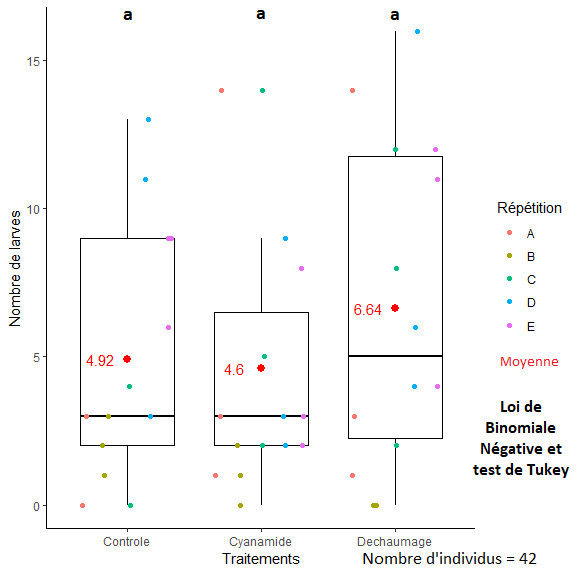 a a a
Nombre de larves
15
10
5
0
4.92
4.6
6.64
Controle Cyanamide Dechaumage
Traitements
Nombre d'individus = 42
Répétition
A
B
C
D
E
Moyenne
Loi de
Binomiale
Négative et
test de Tukey